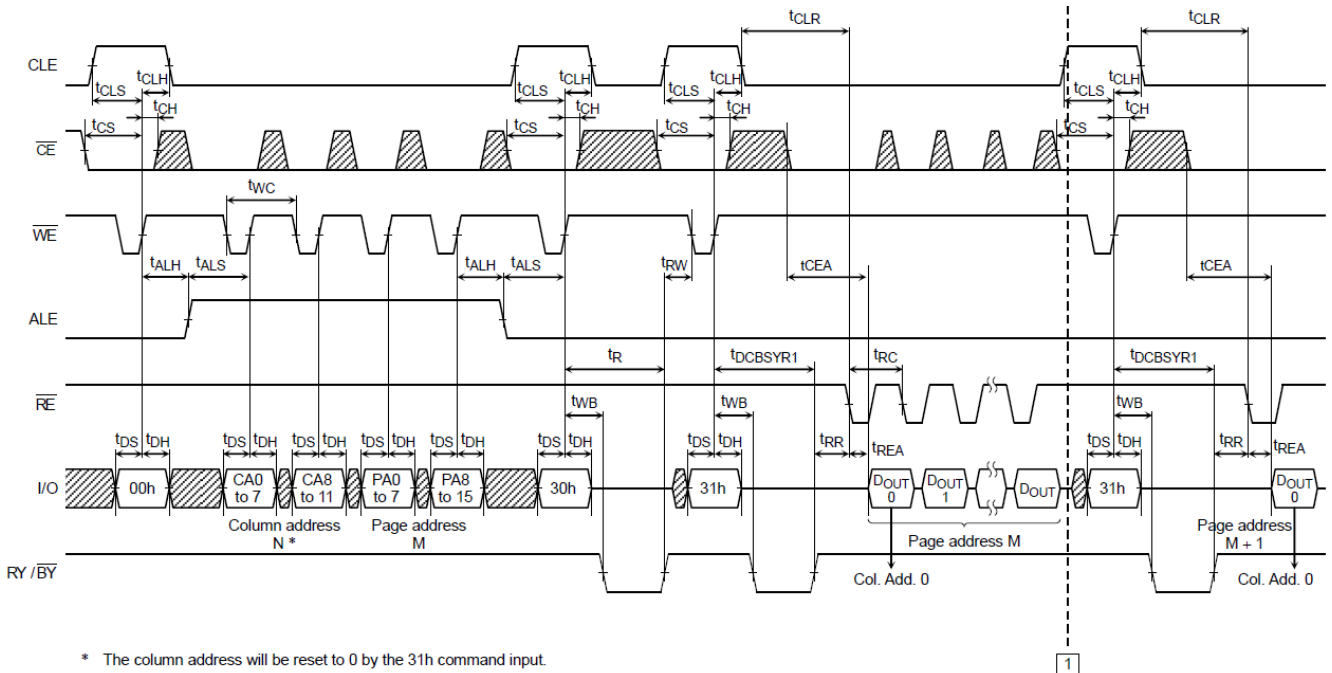 tCLR tCLR
CLE
tCLS tCLH tCLS tCLH tCLS tCLH tCLS tCLH
tCS tCH tCS tCH tCS tCH tCS tCH
CE
tWC
WE
tALH tALS tALH tALS tRW tCEA tCEA
ALE
tR tDCBSYR1 tRC tDCBSYR1
RE
tWB tWB tWB
tDS tDH tDS tDH tDS tDH tDS tDH tDS tDH tDS tDH tDS tDH tRR tREA tDS tDH tRR tREA
I/O 00h CA0 to 7 CA8 to 11 PA0 to 7 PA8 to 15 30h 31h DOUT 0 DOUT 1 DOUT 31h DOUT 0
Column address N * Page address M Page address M Page address M + 1
RY / BY
Col. Add. 0 Col. Add. 0
* The column address will be reset to 0 by the 31h command input.
1